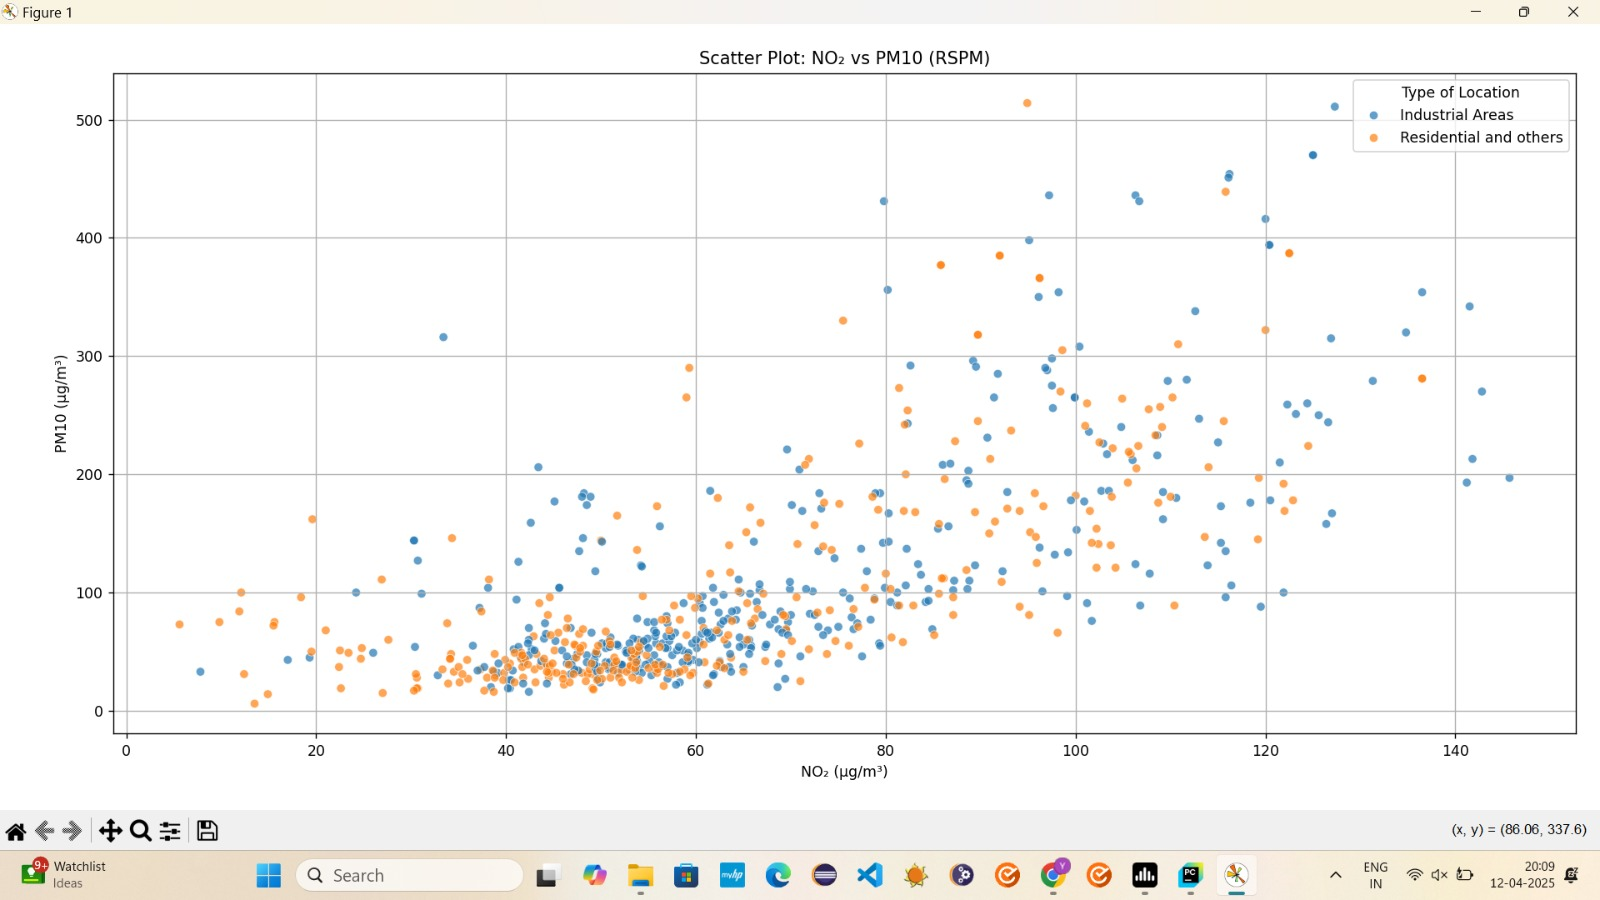 Figure 1
Scatter Plot: NO₂ vs PM10 (RSPM)
Type of Location
Industrial Areas
Residential and others
PM10 (µg/m³)
500
400
300
200
100
0
0 20 40 60 80 100 120 140
NO₂ (µg/m³)
(x, y) = (86.06, 337.6)
9+
Watchlist
Ideas
Search
myhp
Y
PC
ENG
IN
20:09
12-04-2025